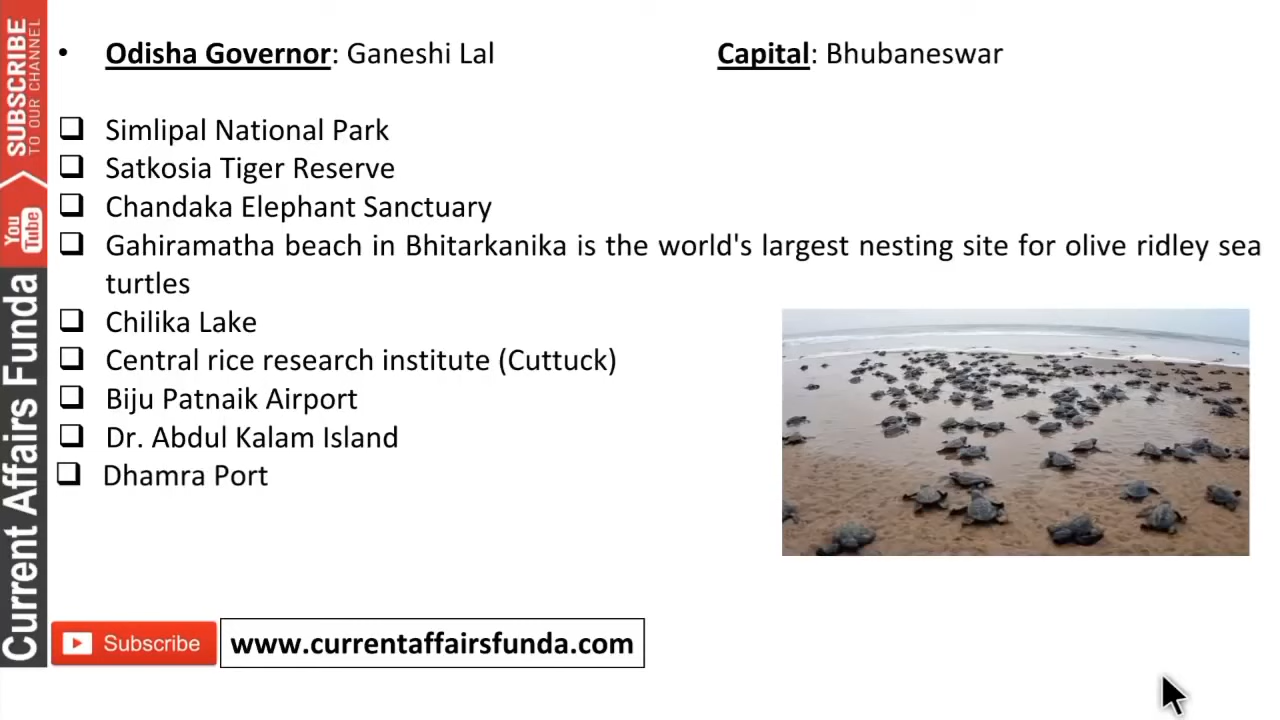 SUBSCRIBE
TO OUR CHANNEL
You Tube
Current Affairs Funda
• Odisha Governor: Ganeshi Lal Capital: Bhubaneswar
❑ Simlipal National Park
❑ Satkosia Tiger Reserve
❑ Chandaka Elephant Sanctuary
❑ Gahiramatha beach in Bhitarkanika is the world's largest nesting site for olive ridley sea
turtles
❑ Chilika Lake
❑ Central rice research institute (Cuttuck)
❑ Biju Patnaik Airport
❑ Dr. Abdul Kalam Island
❑ Dhamra Port
Subscribe www.currentaffairsfunda.com